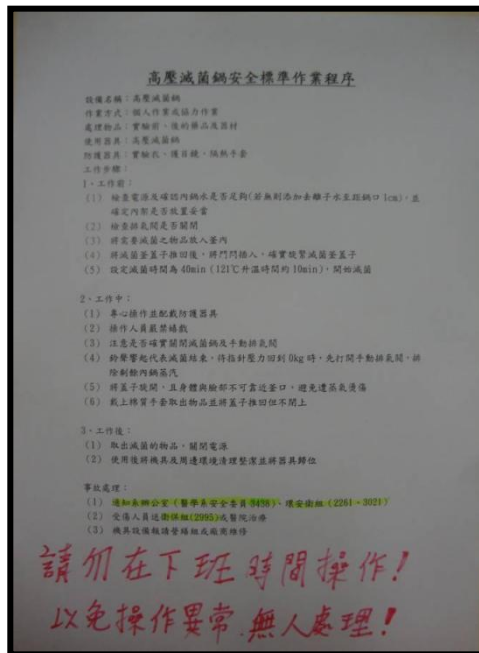 高壓滅菌鍋安全標準作業程序
設備名稱：高壓滅菌鍋
作業方式：個人作業或協力作業
處理物品：實驗前、後的藥品及器材
使用器具：高壓滅菌鍋
防護器具：實驗衣、護目鏡、隔熱手套
工作步驟：
1、工作前：
(1) 檢查電源及確認內鍋水是否足夠(若無則添加去離子水至距鍋口1cm)，並
確定內架是否放置妥當
(2) 檢查排氣閥是否關閉
(3) 將需要滅菌之物品放入釜內
(4) 將滅菌釜蓋子推回後，將門閂插入，確實旋緊滅菌釜蓋子
(5) 設定滅菌時間為40min（121℃升溫時間約10min)，開始滅菌
2、工作中：
(1) 專心操作並配戴防護器具
(2) 操作人員嚴禁嬉戲
(3) 注意是否確實關閉滅菌鍋及手動排氣閥
(4) 鈴聲響起代表滅菌結束，待指針壓力回到0kg時，先打開手動排氣閥，排
除剩餘內鍋蒸汽
(5) 將蓋子旋開，且身體與臉部不可靠近釜口，避免遭蒸氣燙傷
(6) 戴上棉質手套取出物品並將蓋子推回但不閂上
3、工作後：
(1) 取出滅菌的物品，關閉電源
(2) 使用後將機具及周邊環境清理整潔並將器具歸位
事故處理：
(1) 通知系辦公室（醫學系安全委員3438)、環安衛組（2261、3021)
(2) 受傷人員送衛保組(2995)或醫院治療
(3) 機具設備報請營繕組或廠商維修
請勿在下班時間操作！
以免操作異常.無人處理！